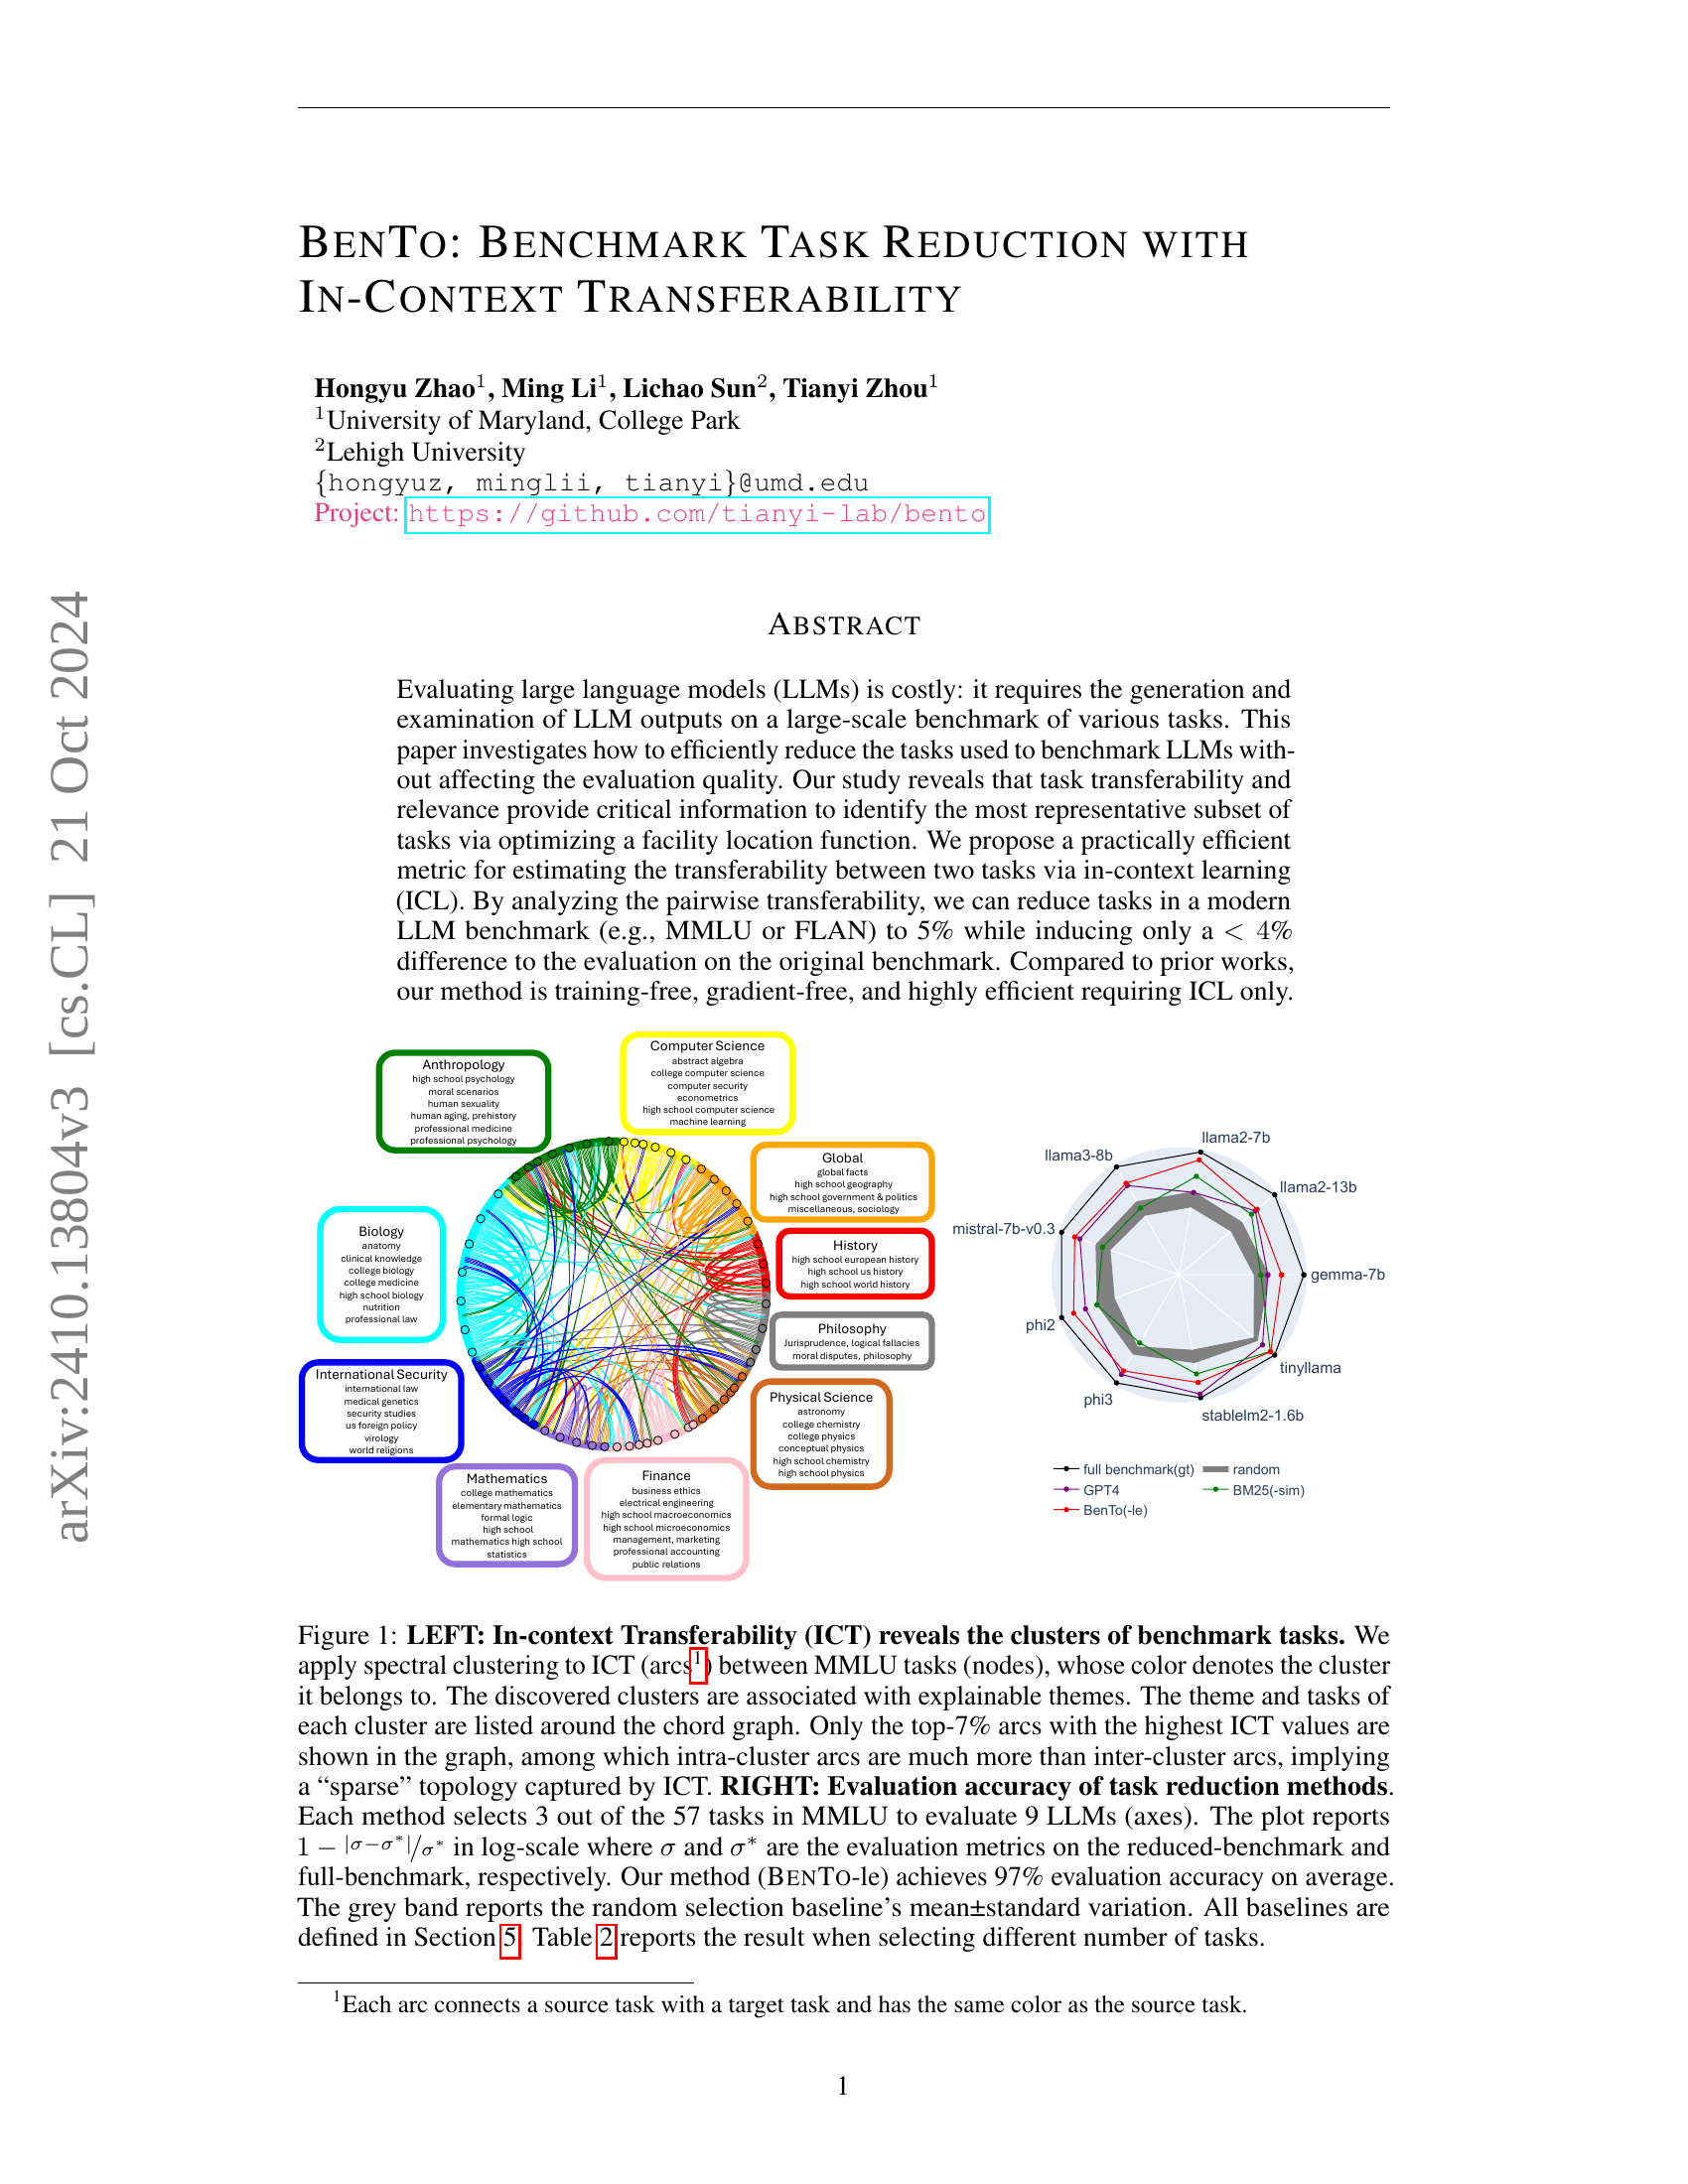 BENTO: BENCHMARK TASK REDUCTION WITH
IN-CONTEXT TRANSFERABILITY
Hongyu Zhao1, Ming Li1, Lichao Sun2, Tianyi Zhou1
1University of Maryland, College Park
2Lehigh University
{hongyuz, minglii, tianyi}@umd.edu
Project: https://github.com/tianyi-lab/bento
arXiv:2410.13804v3 [cs.CL] 21 Oct 2024
ABSTRACT
Evaluating large language models (LLMs) is costly: it requires the generation and
examination of LLM outputs on a large-scale benchmark of various tasks. This
paper investigates how to efficiently reduce the tasks used to benchmark LLMs with-
out affecting the evaluation quality. Our study reveals that task transferability and
relevance provide critical information to identify the most representative subset of
tasks via optimizing a facility location function. We propose a practically efficient
metric for estimating the transferability between two tasks via in-context learning
(ICL). By analyzing the pairwise transferability, we can reduce tasks in a modern
LLM benchmark (e.g., MMLU or FLAN) to 5% while inducing only a < 4%
difference to the evaluation on the original benchmark. Compared to prior works,
our method is training-free, gradient-free, and highly efficient requiring ICL only.
Anthropology
high school psychology
moral scenarios
human sexuality
human aging, prehistory
professional medicine
professional psychology
Computer Science
abstract algebra
college computer science
computer security
econometrics
high school computer science
machine learning
Global
global facts
high school geography
high school government & politics
miscellaneous, sociology
History
high school european history
high school us history
high school world history
Philosophy
Jurisprudence, logical fallacies
moral disputes, philosophy
Physical Science
astronomy
college chemistry
college physics
conceptual physics
high school chemistry
high school physics
Finance
business ethics
electrical engineering
high school macroeconomics
high school microeconomics
management, marketing
professional accounting
public relations
Mathematics
college mathematics
elementary mathematics
formal logic
high school
mathematics high school
statistics
International Security
international law
medical genetics
security studies
us foreign policy
virology
world religions
Biology
anatomy
clinical knowledge
college biology
college medicine
high school biology
nutrition
professional law
llama2-7b
llama3-8b
llama2-13b
mistral-7b-v0.3
gemma-7b
phi2
tinyllama
phi3
stablelm2-1.6b
full benchmark(gt)
random
GPT4
BM25(-sim)
BenTo(-le)
Figure 1: LEFT: In-context Transferability (ICT) reveals the clusters of benchmark tasks. We
apply spectral clustering to ICT (arcs1) between MMLU tasks (nodes), whose color denotes the cluster
it belongs to. The discovered clusters are associated with explainable themes. The theme and tasks of
each cluster are listed around the chord graph. Only the top-7% arcs with the highest ICT values are
shown in the graph, among which intra-cluster arcs are much more than inter-cluster arcs, implying
a “sparse” topology captured by ICT. RIGHT: Evaluation accuracy of task reduction methods.
Each method selects 3 out of the 57 tasks in MMLU to evaluate 9 LLMs (axes). The plot reports
1 − |σ−σ*|/σ* in log-scale where σ and σ* are the evaluation metrics on the reduced-benchmark and
full-benchmark, respectively. Our method (BENTO-le) achieves 97% evaluation accuracy on average.
The grey band reports the random selection baseline’s mean±standard variation. All baselines are
defined in Section 5. Table 2 reports the result when selecting different number of tasks.
1Each arc connects a source task with a target task and has the same color as the source task.
1